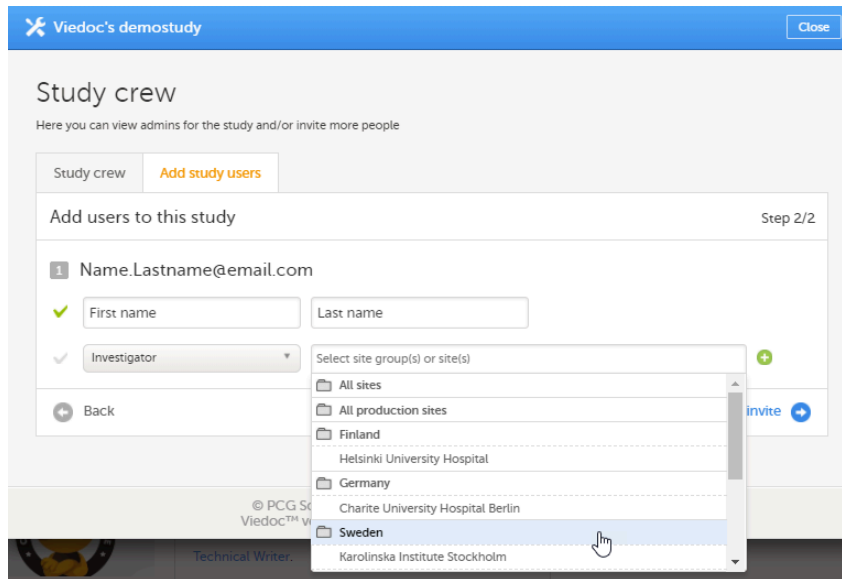 Viedoc's demostudy
Close
Study crew
Here you can view admins for the study and/or invite more people
Study crew
Add study users
Add users to this study
Step 2/2
1 Name.Lastname@email.com
First name
Last name
Investigator
Select site group(s) or site(s)
All sites
Back
All production sites
invite
Finland
Helsinki University Hospital
Germany
© PCG
Charite University Hospital Berlin
Viedoc™
Sweden
Technical Writer.
Karolinska Institute Stockholm